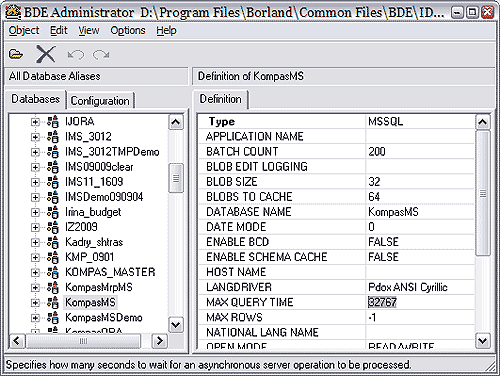 BDE Administrator D:\Program Files\Borland\Common Files\BDE\ID...
Object Edit View Options Help
All Database Aliases
Definition of KompasMS
Databases Configuration
Definition
IJORA
IMS_3012
IMS_3012TMPDemo
IMS09009clear
IMS11_1609
IMSDemo090904
Irina_budget
IZ2009
Kadry_shtras
KMP_0901
KOMPAS_MASTER
KompasMrpMS
KompasMS
KompasMSDemo
KompasORA
Type MSSQL
APPLICATION NAME
BATCH COUNT 200
BLOB EDIT LOGGING
BLOB SIZE 32
BLOBS TO CACHE 64
DATABASE NAME KompasMS
DATE MODE 0
ENABLE BCD FALSE
ENABLE SCHEMA CACHE FALSE
HOST NAME
LANGDRIVER Pdox ANSI Cyrillic
MAX QUERY TIME 32767
MAX ROWS -1
NATIONAL LANG NAME
OPEN MODE READ/WRITE
Specifies how many seconds to wait for an asynchronous server operation to be processed.